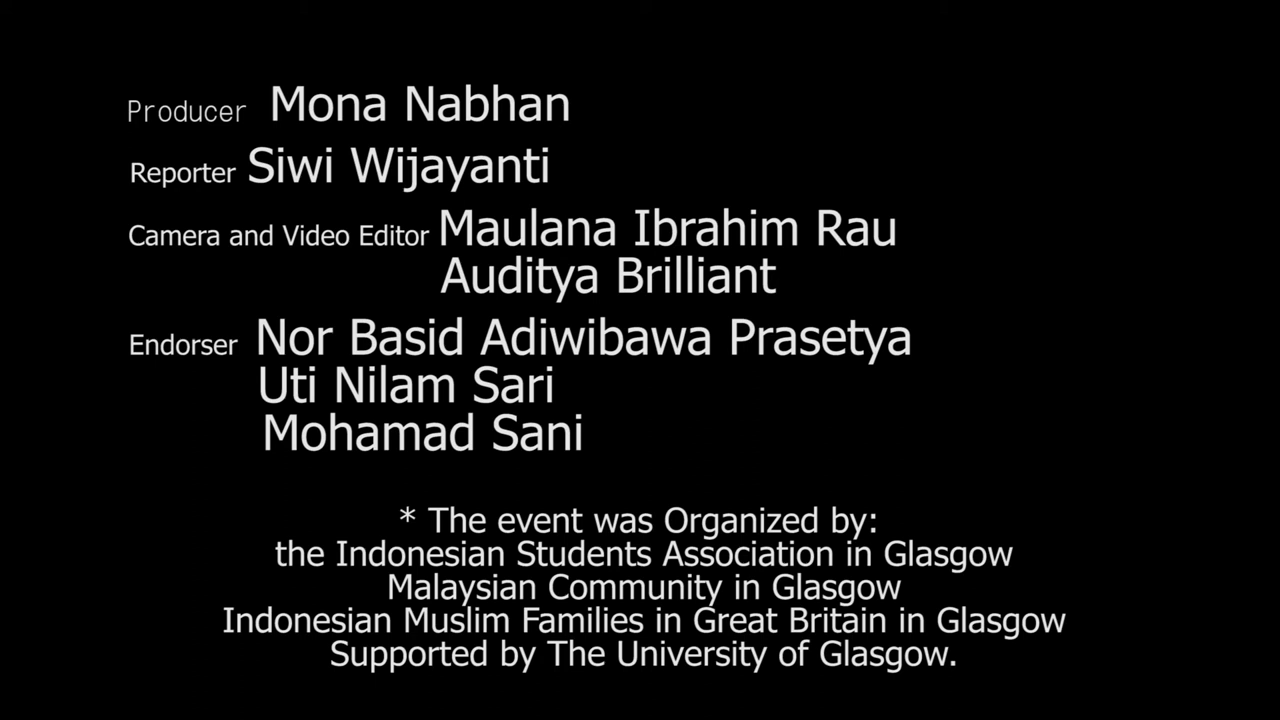 Producer Mona Nabhan
Reporter Siwi Wijayanti
Camera and Video Editor Maulana Ibrahim Rau
Auditya Brilliant
Endorser Nor Basid Adiwibawa Prasetya
Uti Nilam Sari
Mohamad Sani
* The event was Organized by:
the Indonesian Students Association in Glasgow
Malaysian Community in Glasgow
Indonesian Muslim Families in Great Britain in Glasgow
Supported by The University of Glasgow.